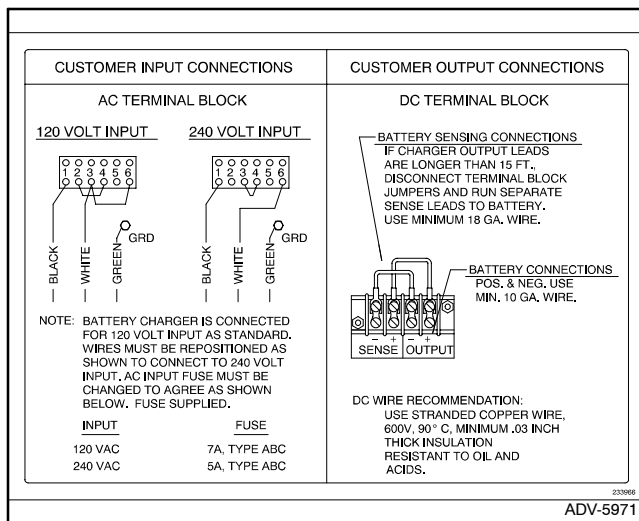 CUSTOMER INPUT CONNECTIONS
AC TERMINAL BLOCK
120 VOLT INPUT
240 VOLT INPUT
1 2 3 4 5 6
1 2 3 4 5 6
GRD
GRD
BLACK
WHITE
GREEN
BLACK
WHITE
GREEN
NOTE: BATTERY CHARGER IS CONNECTED
FOR 120 VOLT INPUT AS STANDARD.
WIRES MUST BE REPOSITIONED AS
SHOWN TO CONNECT TO 240 VOLT
INPUT. AC INPUT FUSE MUST BE
CHANGED TO AGREE AS SHOWN
BELOW. FUSE SUPPLIED.
INPUT FUSE
120 VAC 7A, TYPE ABC
240 VAC 5A, TYPE ABC
CUSTOMER OUTPUT CONNECTIONS
DC TERMINAL BLOCK
BATTERY SENSING CONNECTIONS
IF CHARGER OUTPUT LEADS
ARE LONGER THAN 15 FT.,
DISCONNECT TERMINAL BLOCK
JUMPERS AND RUN SEPARATE
SENSE LEADS TO BATTERY.
USE MINIMUM 18 GA. WIRE.
BATTERY CONNECTIONS
POS. & NEG. USE
MIN. 10 GA. WIRE.
− + − +
SENSE OUTPUT
DC WIRE RECOMMENDATION:
USE STRANDED COPPER WIRE,
600V, 90° C, MINIMUM .03 INCH
THICK INSULATION
RESISTANT TO OIL AND
ACIDS.
233966
ADV-5971